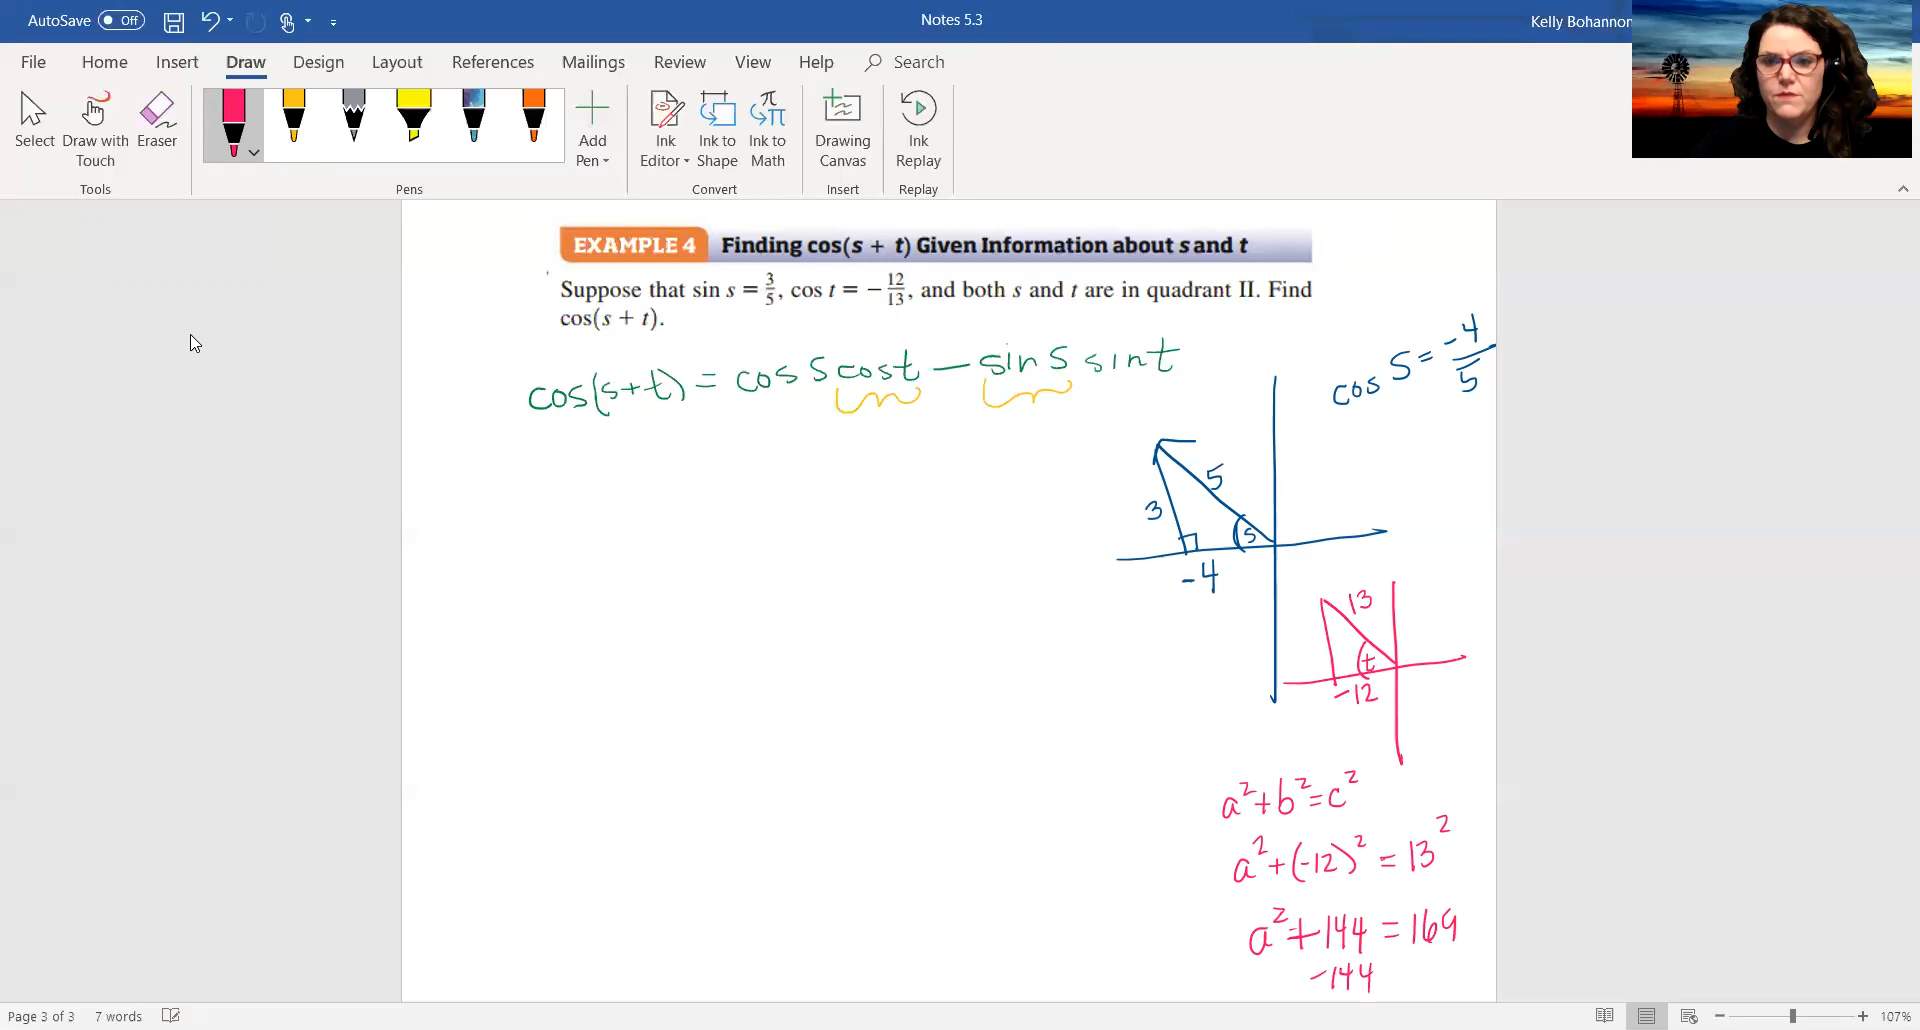 AutoSave Off
Notes 5.3
Kelly Bohannon
File Home Insert Draw Design Layout References Mailings Review View Help Search
Select
Draw with Touch
Eraser
Add Pen
Ink Editor
Ink to Shape
Ink to Math
Drawing Canvas
Ink Replay
Tools
Pens
Convert
Insert
Replay
EXAMPLE 4 Finding cos(s + t) Given Information about s and t
Suppose that sin s = 3/5, cos t = −12/13, and both s and t are in quadrant II. Find
cos(s + t).
cos(s+t) = cos s cos t − sin s sin t
cos s = -4/5
5
3
s
-4
13
t
-12
a²+b²=c²
a²+(-12)²=13²
a²+144=169
-144
Page 3 of 3 7 words
107%